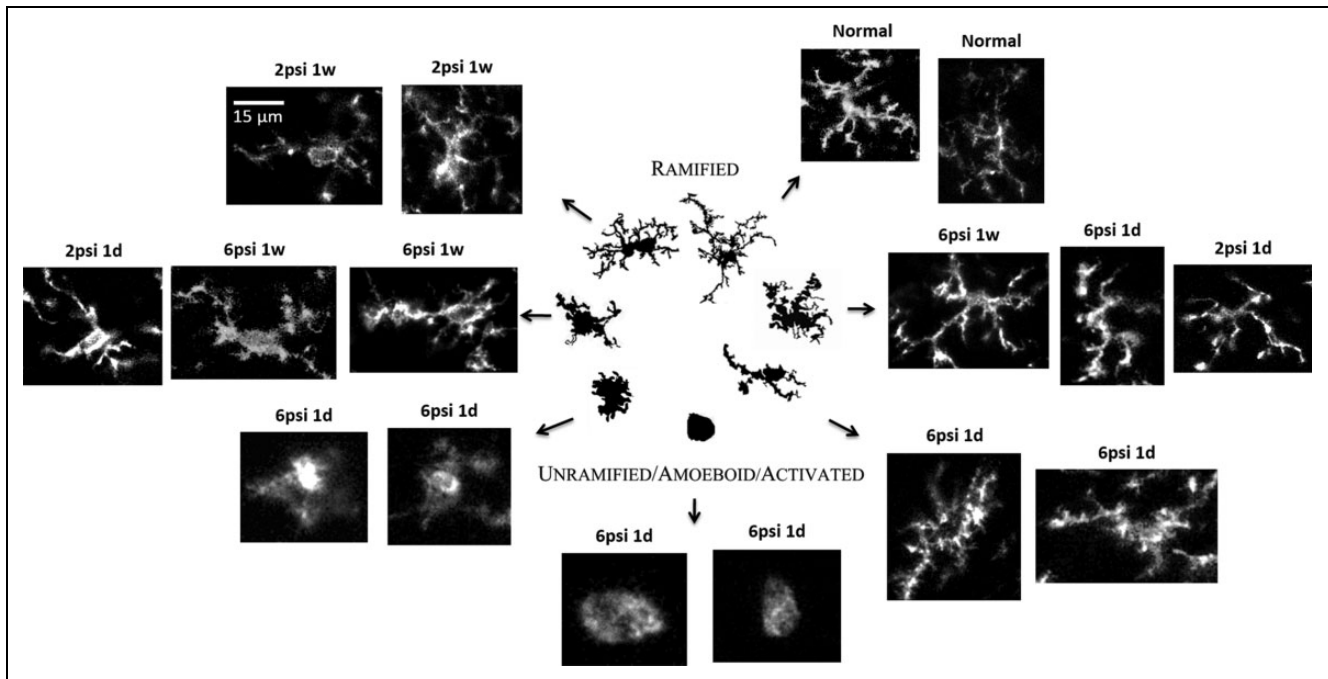 Normal
Normal
2psi 1w
2psi 1w
15 µm
RAMIFIED
2psi 1d
6psi 1w
6psi 1w
6psi 1w
6psi 1d
2psi 1d
6psi 1d
6psi 1d
6psi 1d
6psi 1d
UNRAMIFIED/AMOEBOID/ACTIVATED
6psi 1d
6psi 1d